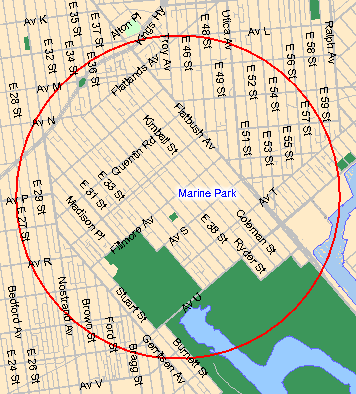 Av K
E 35 St
E 37 St
Alton Pl
Kings Hy
Utica Av
E 48 St
Av L
E 58 St
Ralph Av
E 32 St
E 34 St
E 36 St
Troy Av
E 46 St
E 49 St
E 56 St
E 28 St
Av M
Flatlands Av
E 52 St
E 54 St
E 59 St
Av N
Kimball St
Flatbush Av
E 57 St
E 51 St
E 53 St
E 55 St
Quentin Rd
E 33 St
E 31 St
E 29 St
Marine Park
Av T
Av P
E 27 St
Madison Pl
Fillmore Av
Av S
E 38 St
Coleman St
Ryder St
Av R
Nostrand Av
Stuart St
Av U
Bedford Av
Brown St
Ford St
Bragg St
Gerritsen Av
Burnett St
E 24 St
E 26 St
Av V